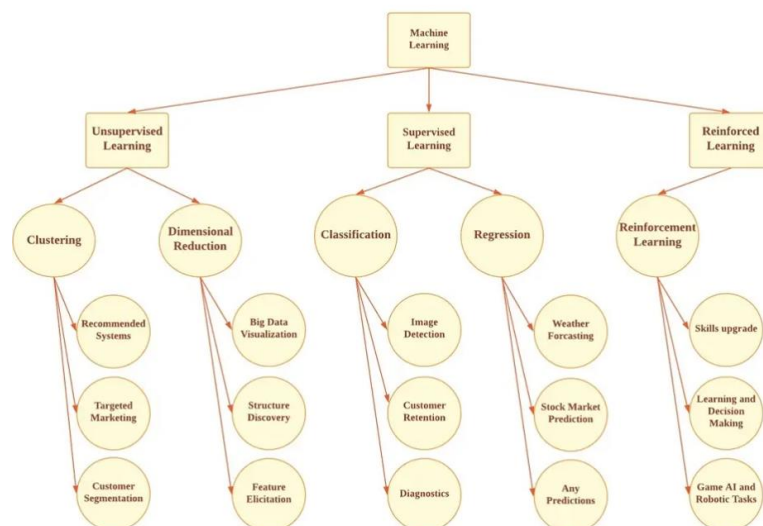 Machine
Learning
Unsupervised
Learning
Supervised
Learning
Reinforced
Learning
Clustering
Dimensional
Reduction
Classification
Regression
Reinforcement
Learning
Recommended
Systems
Big Data
Visualization
Image
Detection
Weather
Forcasting
Skills upgrade
Targeted
Marketing
Structure
Discovery
Customer
Retention
Stock Market
Prediction
Learning and
Decision
Making
Customer
Segmentation
Feature
Elicitation
Diagnostics
Any
Predictions
Game AI and
Robotic Tasks